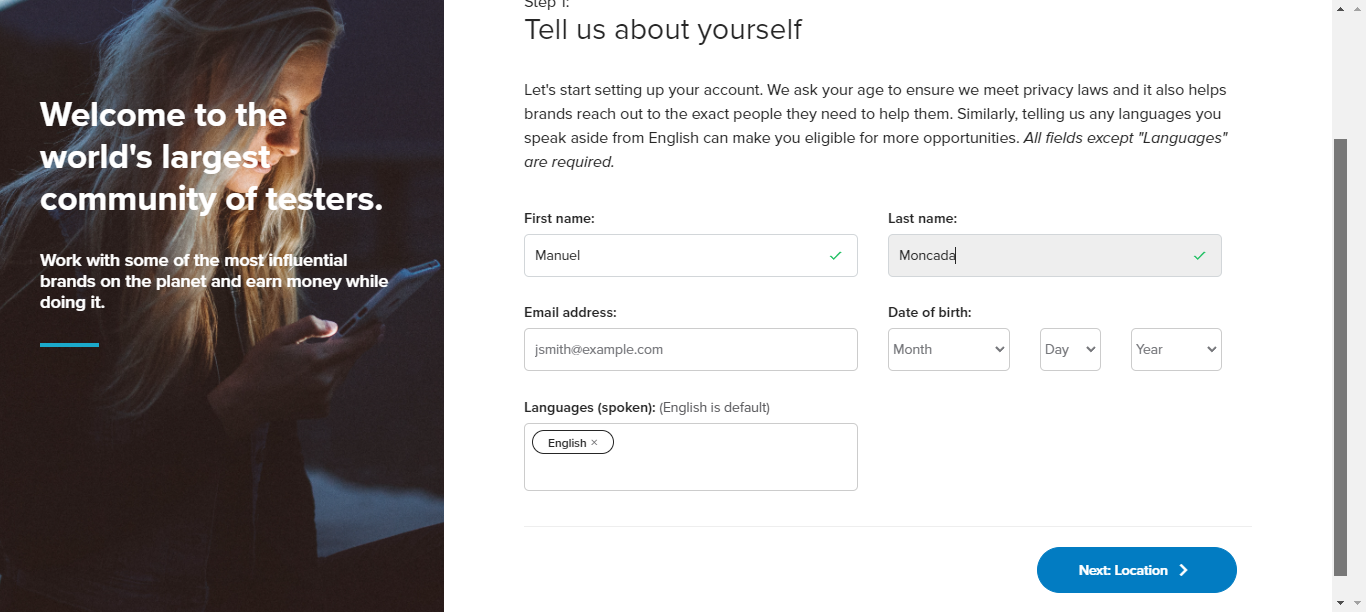 Welcome to the
world's largest
community of testers.
Work with some of the most influential
brands on the planet and earn money while
doing it.
Step 1:
Tell us about yourself
Let's start setting up your account. We ask your age to ensure we meet privacy laws and it also helps
brands reach out to the exact people they need to help them. Similarly, telling us any languages you
speak aside from English can make you eligible for more opportunities. All fields except "Languages"
are required.
First name:
Last name:
Manuel
Moncada
Email address:
Date of birth:
jsmith@example.com
Month
Day
Year
Languages (spoken): (English is default)
English ×
Next: Location